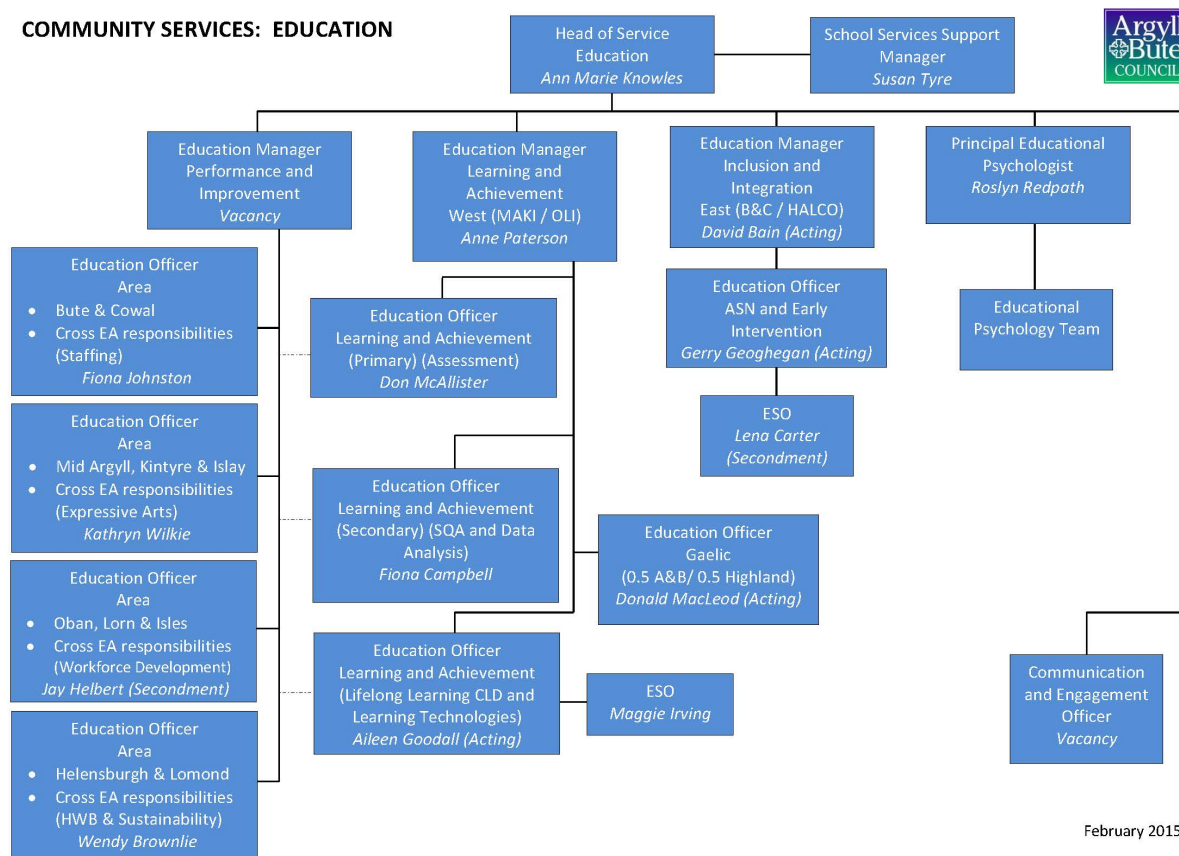 COMMUNITY SERVICES: EDUCATION
Head of Service
Education
Ann Marie Knowles
School Services Support
Manager
Susan Tyre
Argyll
&Bute
COUNCIL
Education Manager
Performance and
Improvement
Vacancy
Education Manager
Learning and
Achievement
West (MAKI / OLI)
Anne Paterson
Education Manager
Inclusion and
Integration
East (B&C / HALCO)
David Bain (Acting)
Principal Educational
Psychologist
Roslyn Redpath
Education Officer
Area
• Bute & Cowal
• Cross EA responsibilities
(Staffing)
Fiona Johnston
Education Officer
Learning and Achievement
(Primary) (Assessment)
Don McAllister
Education Officer
ASN and Early
Intervention
Gerry Geoghegan (Acting)
Educational
Psychology Team
Education Officer
Area
• Mid Argyll, Kintyre & Islay
• Cross EA responsibilities
(Expressive Arts)
Kathryn Wilkie
ESO
Lena Carter
(Secondment)
Education Officer
Learning and Achievement
(Secondary) (SQA and Data
Analysis)
Fiona Campbell
Education Officer
Gaelic
(0.5 A&B/ 0.5 Highland)
Donald MacLeod (Acting)
Education Officer
Area
• Oban, Lorn & Isles
• Cross EA responsibilities
(Workforce Development)
Jay Helbert (Secondment)
Education Officer
Learning and Achievement
(Lifelong Learning CLD and
Learning Technologies)
Aileen Goodall (Acting)
ESO
Maggie Irving
Communication
and Engagement
Officer
Vacancy
Education Officer
Area
• Helensburgh & Lomond
• Cross EA responsibilities
(HWB & Sustainability)
Wendy Brownlie
February 2015